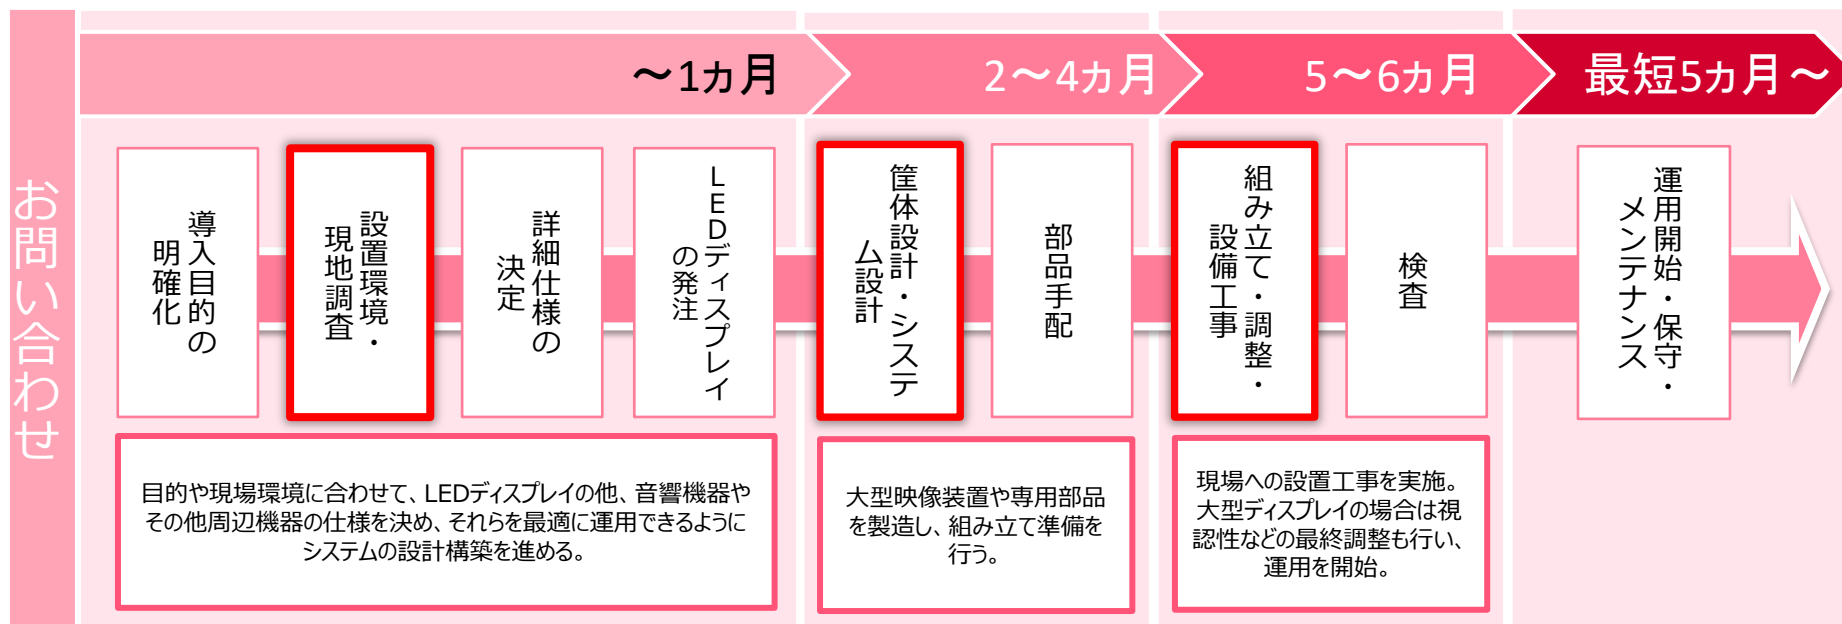 お問い合わせ
～1カ月
2～4カ月
5～6カ月
最短5カ月～
導入目的の
明確化
設置環境・
現地調査
詳細仕様の
決定
LEDディスプレイ
の発注
筐体設計・システ
ム設計
部品手配
組み立て・調整・
設備工事
検査
運用開始・保守・
メンテナンス
目的や現場環境に合わせて、LEDディスプレイの他、音響機器や
その他周辺機器の仕様を決め、それらを最適に運用できるように
システムの設計構築を進める。
大型映像装置や専用部品
を製造し、組み立て準備を
行う。
現場への設置工事を実施。
大型ディスプレイの場合は視
認性などの最終調整も行い、
運用を開始。